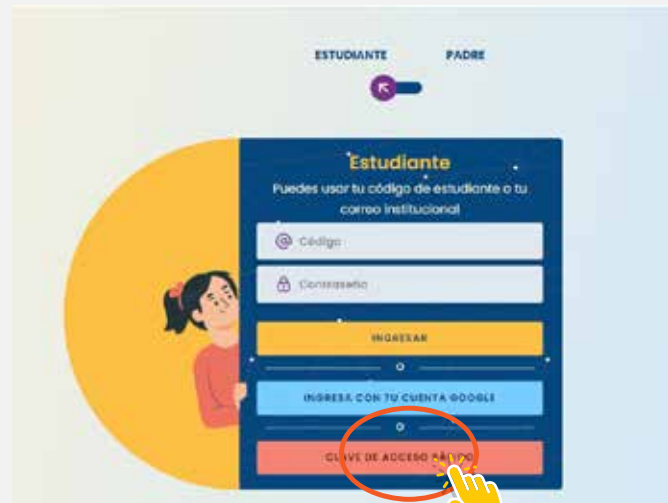 ESTUDIANTE PADRE
Estudiante
Puedes usar tu código de estudiante o tu
correo institucional
Código
Contraseña
INGRESAR
O
INGRESA CON TU CUENTA GOOGLE
O
CLAVE DE ACCESO RÁPIDO